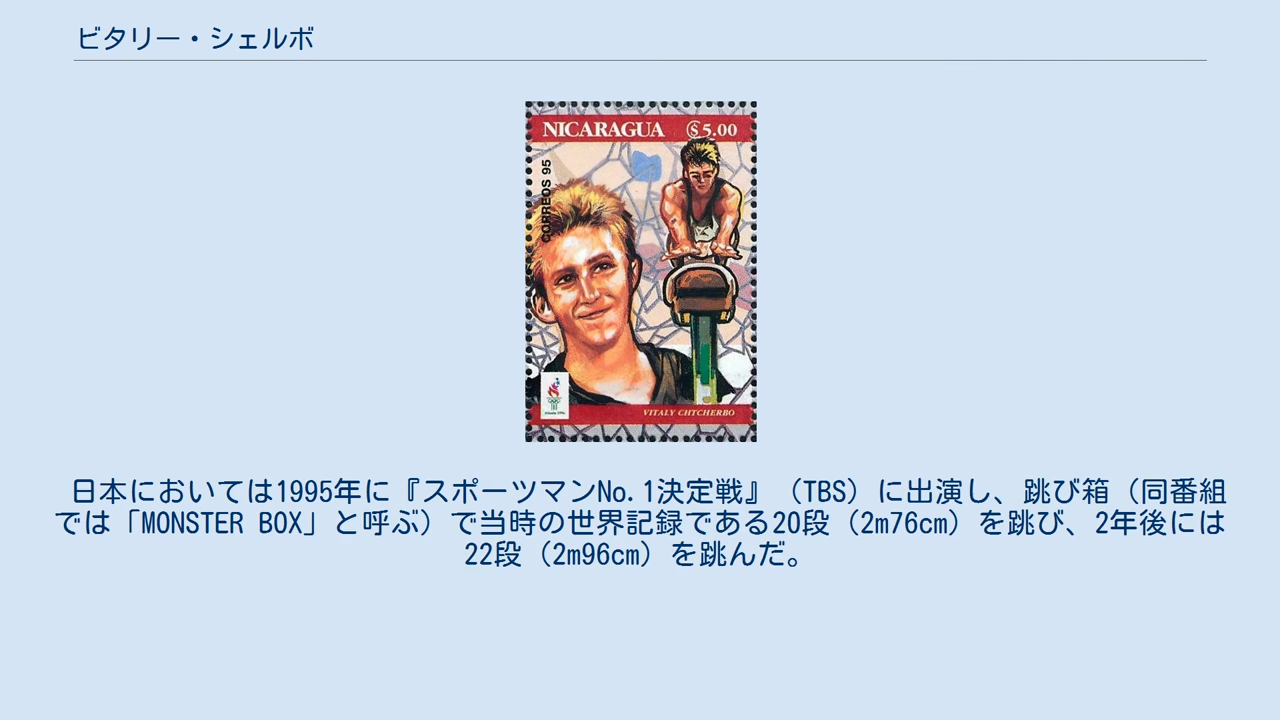 ビタリー・シェルボ
NICARAGUA $5.00
CORREOS 95
VITALY CHTCHERBO
日本においては1995年に『スポーツマンNo.1決定戦』（TBS）に出演し、跳び箱（同番組
では「MONSTER BOX」と呼ぶ）で当時の世界記録である20段（2m76cm）を跳び、2年後には
22段（2m96cm）を跳んだ。